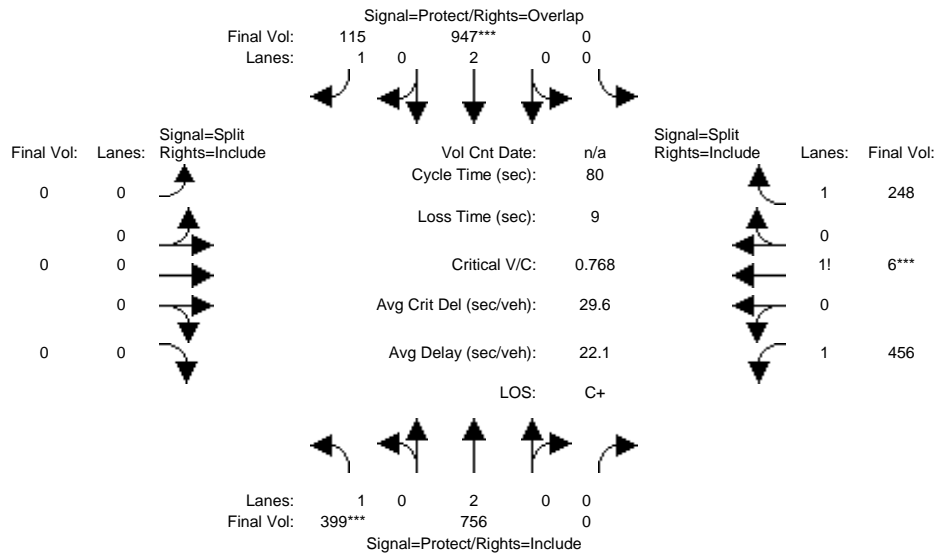 Signal=Protect/Rights=Overlap
Final Vol: 115 947*** 0
Lanes: 1 0 2 0 0
Signal=Split
Final Vol: Lanes: Rights=Include
Vol Cnt Date: n/a
Signal=Split
Rights=Include Lanes: Final Vol:
Cycle Time (sec): 80
0 0
1 248
Loss Time (sec): 9
0
0
0 0
Critical V/C: 0.768
1! 6***
0
Avg Crit Del (sec/veh): 29.6
0
0 0
Avg Delay (sec/veh): 22.1
1 456
LOS: C+
Lanes: 1 0 2 0 0
Final Vol: 399*** 756 0
Signal=Protect/Rights=Include